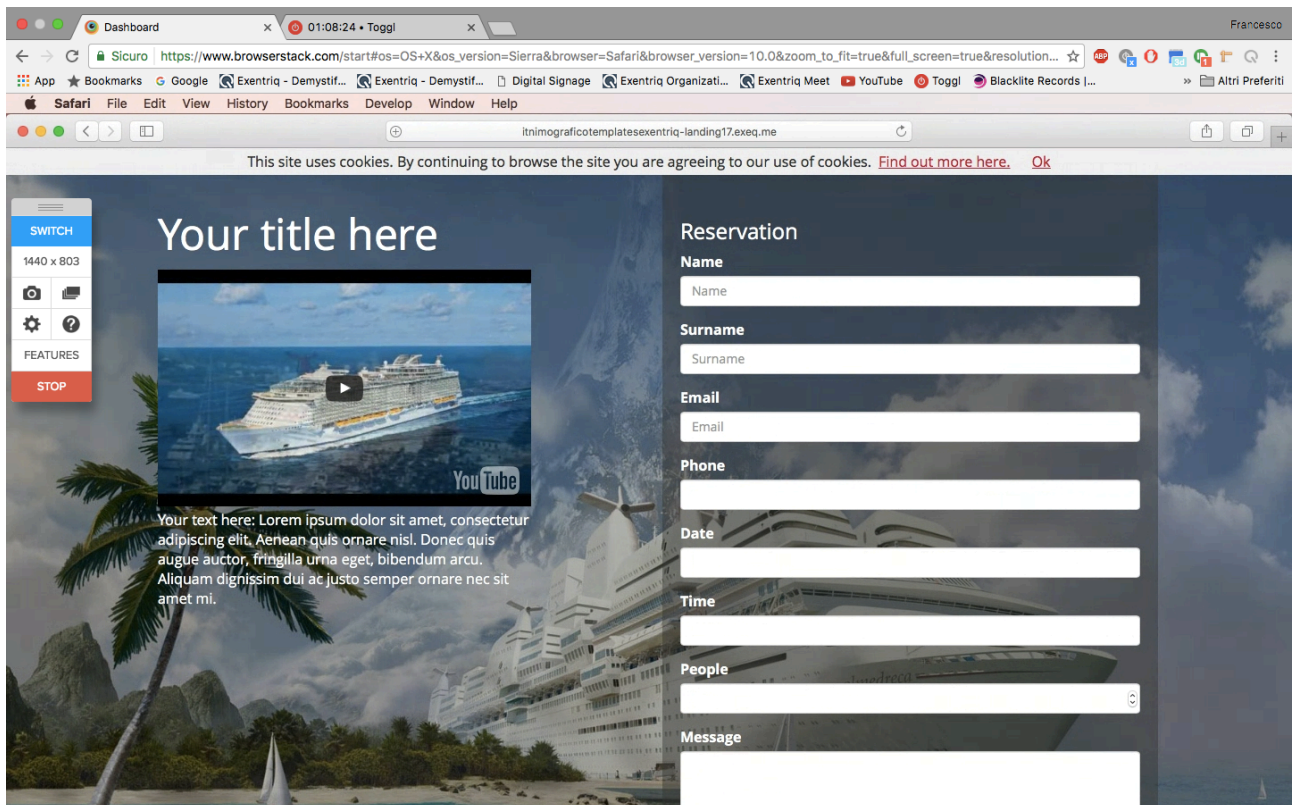 Dashboard
01:08:24 • Toggl
Francesco
Sicuro https://www.browserstack.com/start#os=OS+X&os_version=Sierra&browser=Safari&browser_version=10.0&zoom_to_fit=true&full_screen=true&resolution...
App Bookmarks Google Exentriq - Demystif... Exentriq - Demystif... Digital Signage Exentriq Organizati... Exentriq Meet YouTube Toggl Blacklite Records |... » Altri Preferiti
Safari File Edit View History Bookmarks Develop Window Help
itnimograficotemplatesexentriq-landing17.exeq.me
This site uses cookies. By continuing to browse the site you are agreeing to our use of cookies. Find out more here. Ok
SWITCH
1440 x 803
FEATURES
STOP
Your title here
YouTube
Your text here: Lorem ipsum dolor sit amet, consectetur
adipiscing elit. Aenean quis ornare nisl. Donec quis
augue auctor, fringilla urna eget, bibendum arcu.
Aliquam dignissim dui ac justo semper ornare nec sit
amet mi.
Reservation
Name
Name
Surname
Surname
Email
Email
Phone
Date
Time
People
Message